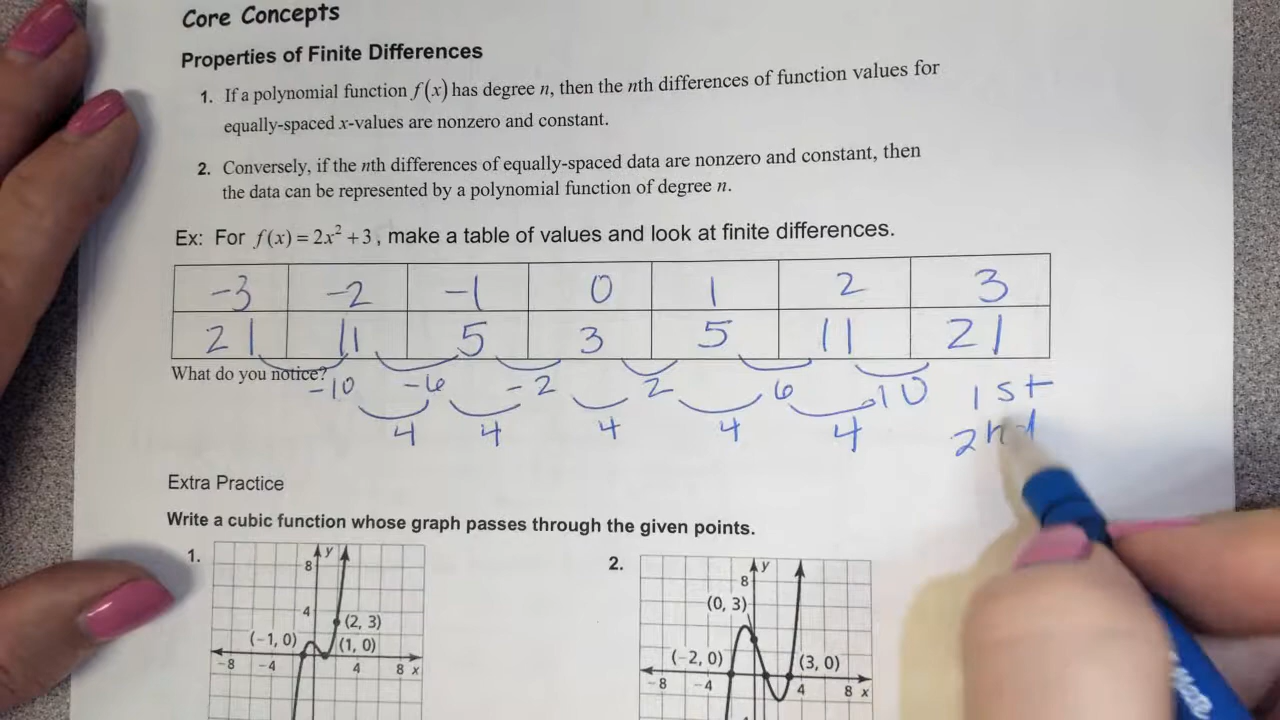 Core Concepts
Properties of Finite Differences
1. If a polynomial function f(x) has degree n, then the nth differences of function values for
equally-spaced x-values are nonzero and constant.
2. Conversely, if the nth differences of equally-spaced data are nonzero and constant, then
the data can be represented by a polynomial function of degree n.
Ex: For f(x) = 2x² + 3, make a table of values and look at finite differences.
-3 -2 -1 0 1 2 3
21 11 5 3 5 11 21
What do you notice?
-10 -6 -2 2 6 10 1st
4 4 4 4 4 2nd
Extra Practice
Write a cubic function whose graph passes through the given points.
1.
y
8
4
(2, 3)
(-1, 0)
(1, 0)
-8 -4 4 8 x
2.
y
8
(0, 3)
(-2, 0)
(3, 0)
-8 -4 4 8 x